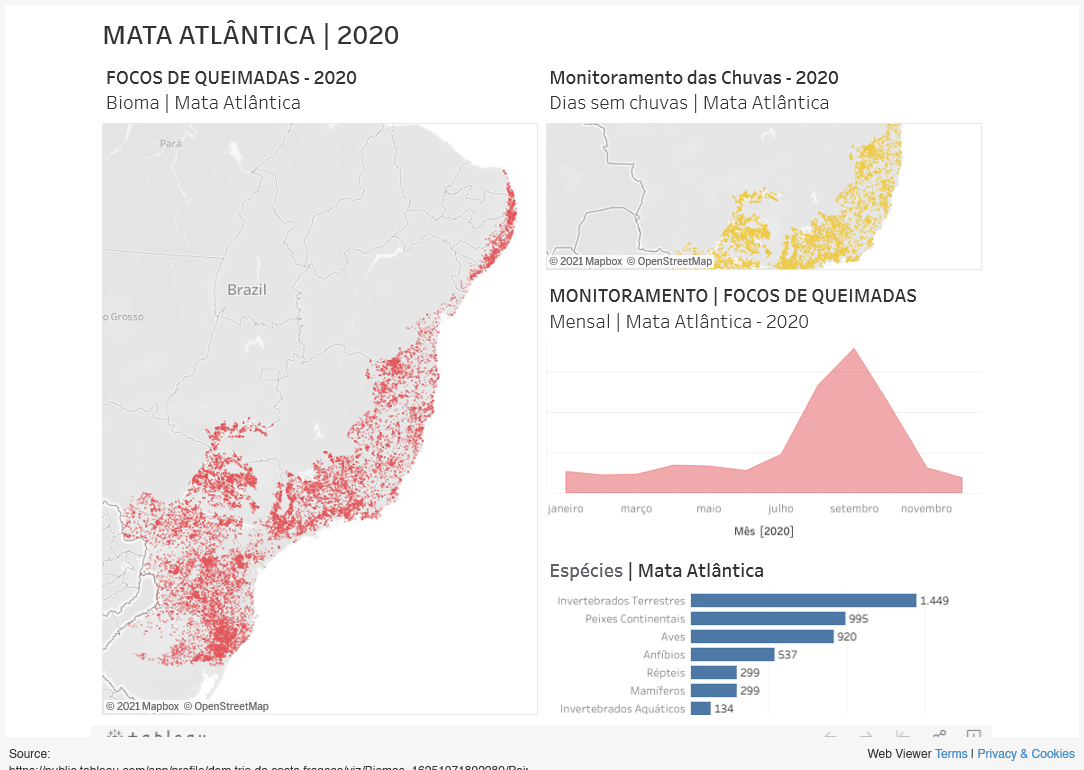 MATA ATLÂNTICA | 2020
FOCOS DE QUEIMADAS - 2020
Bioma | Mata Atlântica
Pará
Brazil
o Grosso
© 2021 Mapbox © OpenStreetMap
Monitoramento das Chuvas - 2020
Dias sem chuvas | Mata Atlântica
© 2021 Mapbox © OpenStreetMap
MONITORAMENTO | FOCOS DE QUEIMADAS
Mensal | Mata Atlântica - 2020
janeiro março maio julho setembro novembro
Mês [2020]
Espécies | Mata Atlântica
Invertebrados Terrestres 1.449
Peixes Continentais 995
Aves 920
Anfíbios 537
Répteis 299
Mamíferos 299
Invertebrados Aquáticos 134
Source:
Web Viewer Terms | Privacy & Cookies